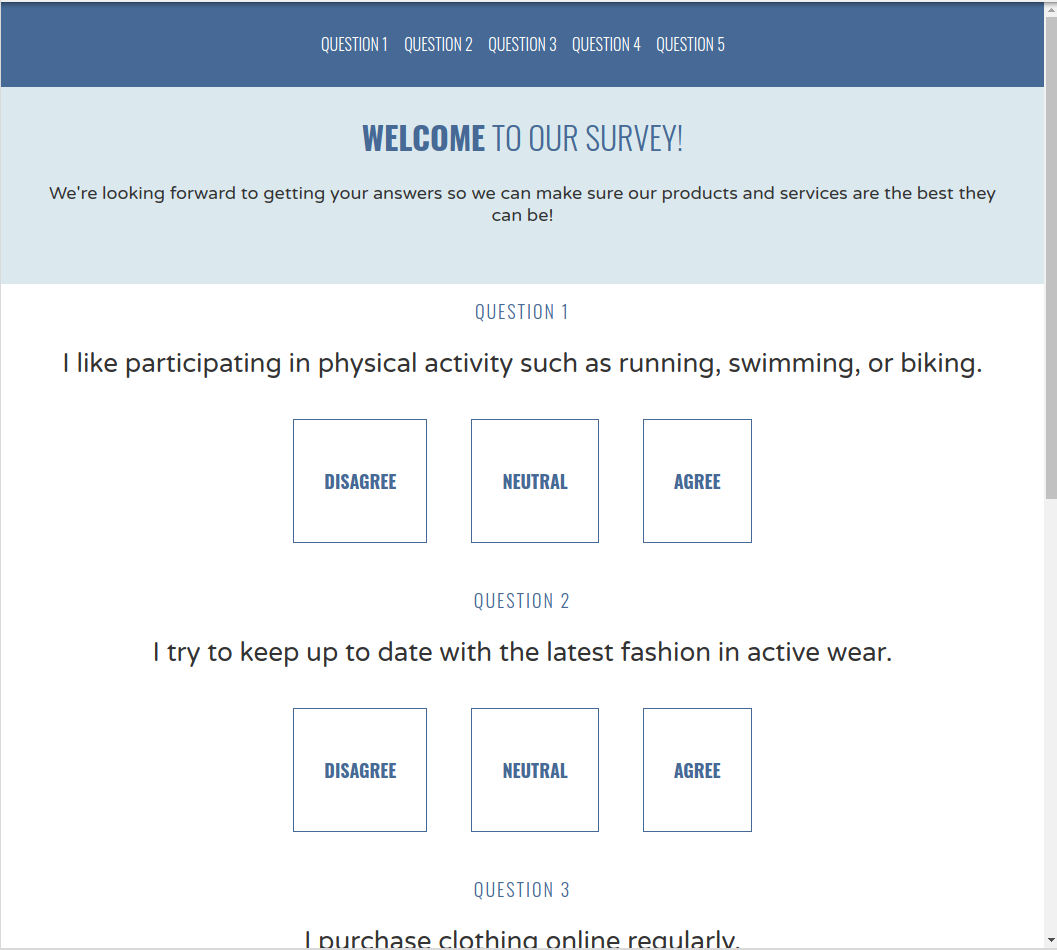 QUESTION 1 QUESTION 2 QUESTION 3 QUESTION 4 QUESTION 5
WELCOME TO OUR SURVEY!
We're looking forward to getting your answers so we can make sure our products and services are the best they
can be!
QUESTION 1
I like participating in physical activity such as running, swimming, or biking.
DISAGREE NEUTRAL AGREE
QUESTION 2
I try to keep up to date with the latest fashion in active wear.
DISAGREE NEUTRAL AGREE
QUESTION 3
I purchase clothing online regularly.